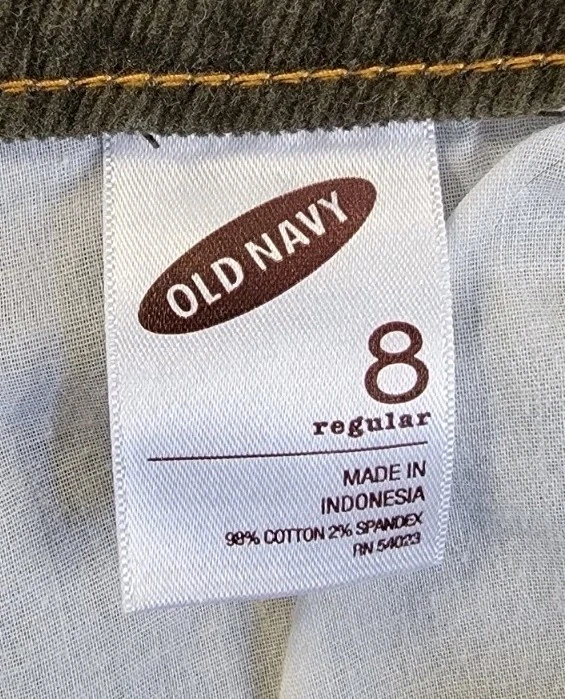 OLD NAVY
8
regular
MADE IN
INDONESIA
98% COTTON 2% SPANDEX
RN 54023